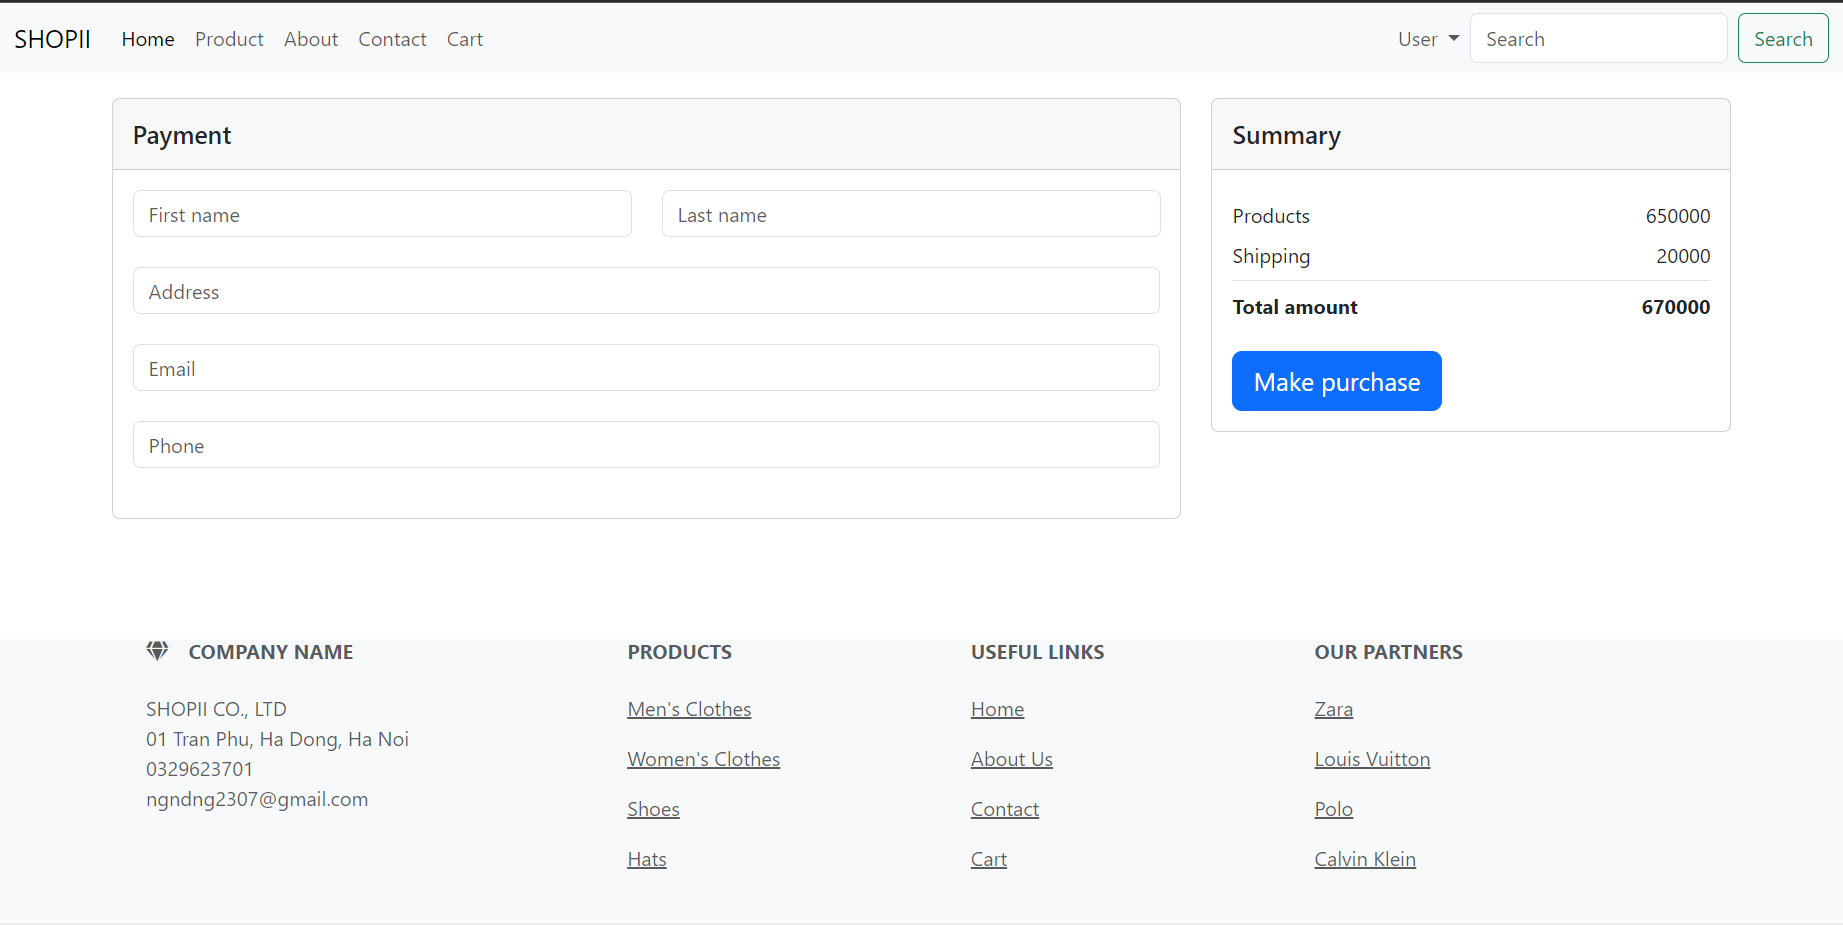 SHOPII Home Product About Contact Cart User Search Search
Payment
First name Last name
Address
Email
Phone
Summary
Products 650000
Shipping 20000
Total amount 670000
Make purchase
COMPANY NAME
SHOPII CO., LTD
01 Tran Phu, Ha Dong, Ha Noi
0329623701
ngndng2307@gmail.com
PRODUCTS
Men's Clothes
Women's Clothes
Shoes
Hats
USEFUL LINKS
Home
About Us
Contact
Cart
OUR PARTNERS
Zara
Louis Vuitton
Polo
Calvin Klein